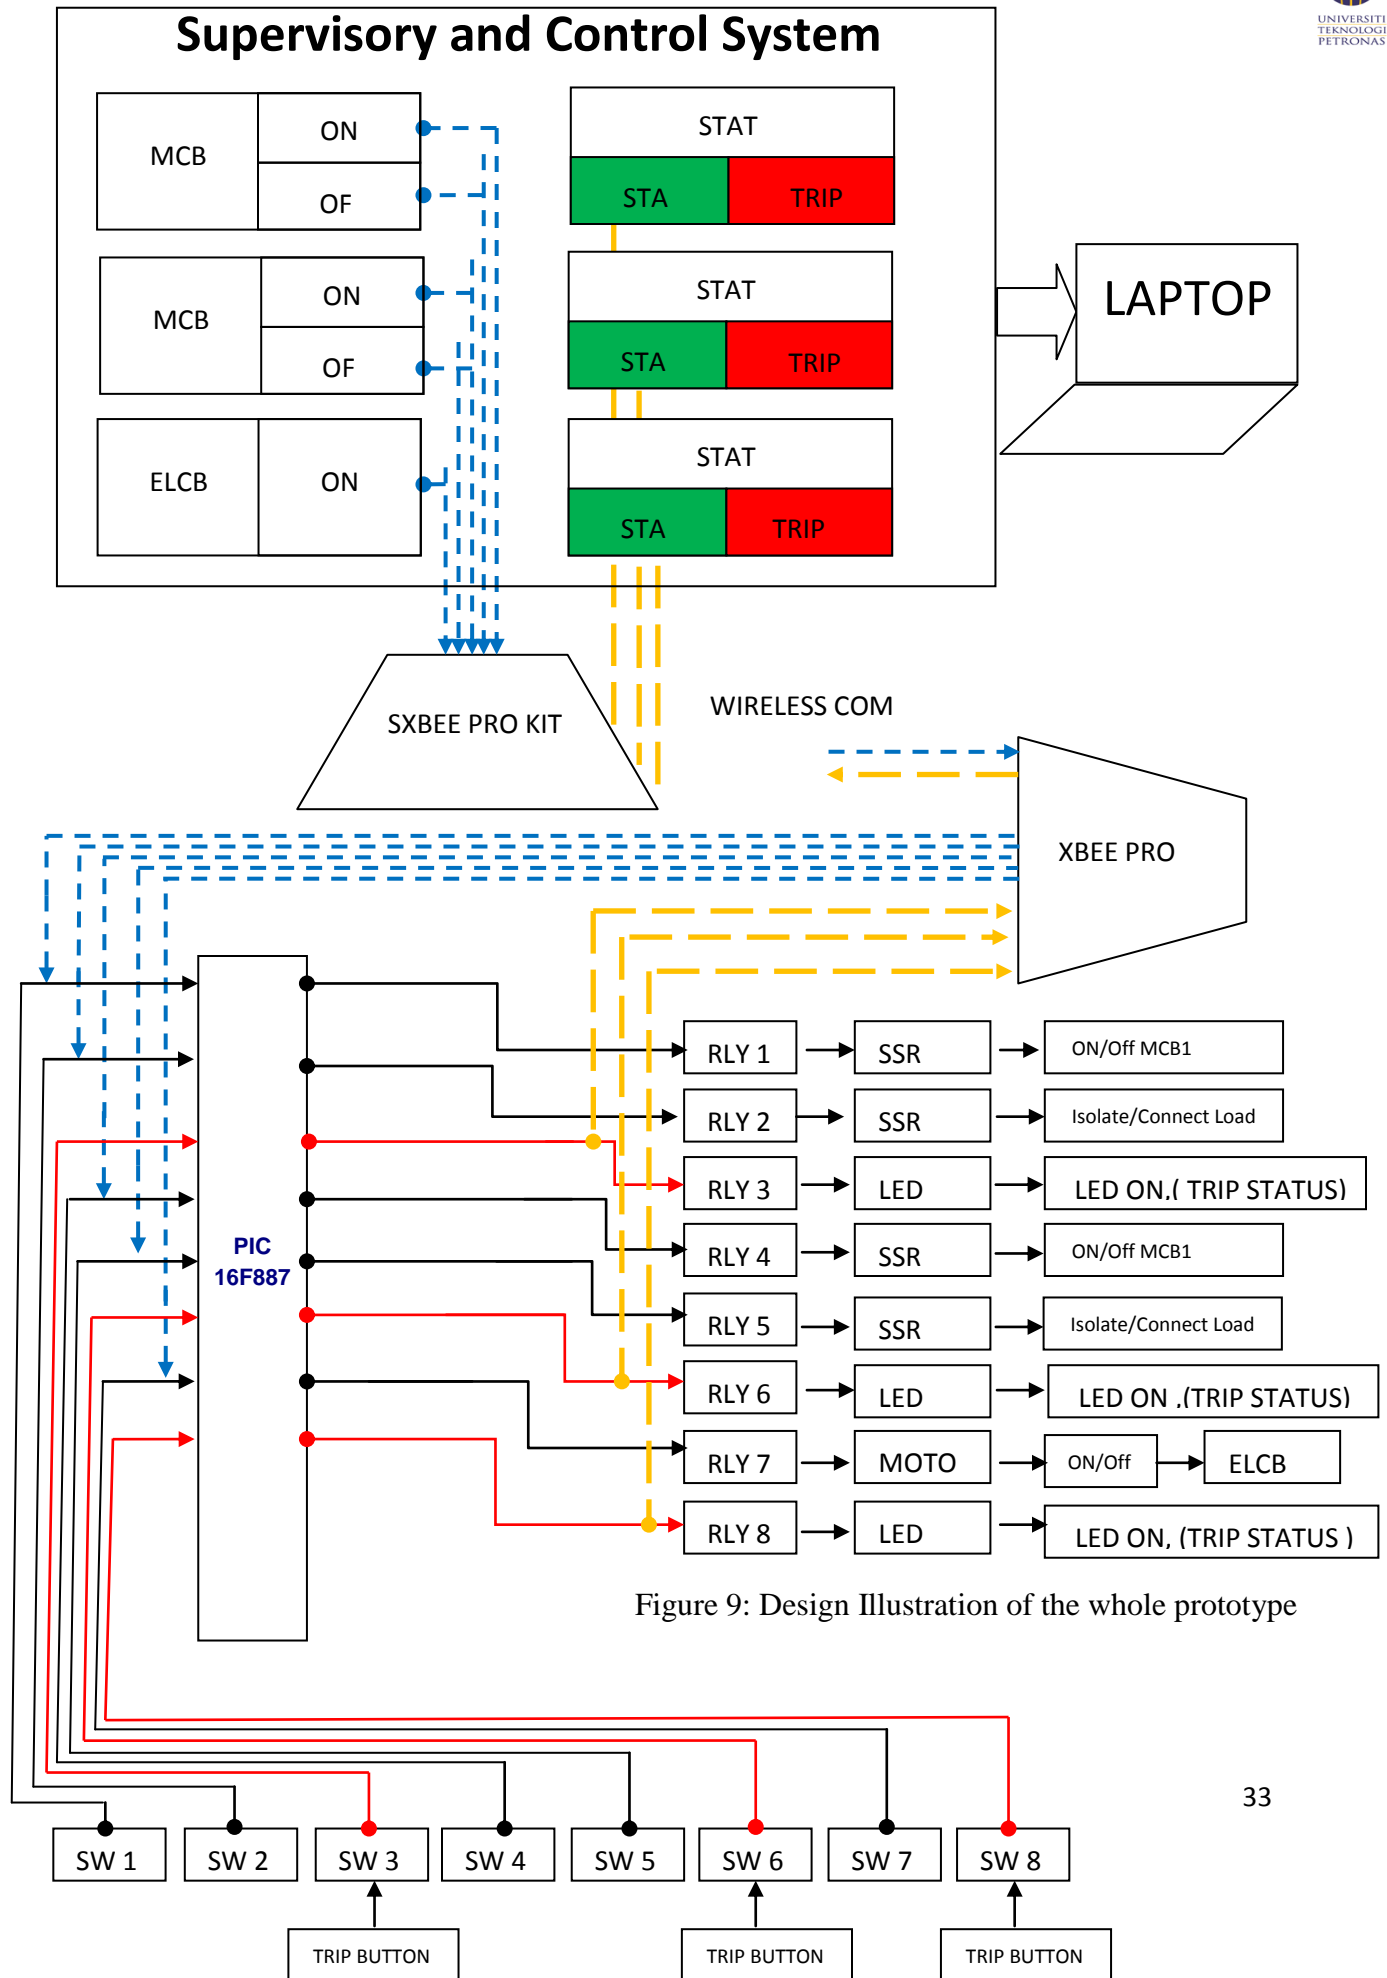 UNIVERSITI
TEKNOLOGI
PETRONAS
Supervisory and Control System
MCB
ON
OF
STAT
STA
TRIP
MCB
ON
OF
STAT
STA
TRIP
LAPTOP
ELCB
ON
STAT
STA
TRIP
SXBEE PRO KIT
WIRELESS COM
XBEE PRO
PIC
16F887
RLY 1
SSR
ON/Off MCB1
RLY 2
SSR
Isolate/Connect Load
RLY 3
LED
LED ON,( TRIP STATUS)
RLY 4
SSR
ON/Off MCB1
RLY 5
SSR
Isolate/Connect Load
RLY 6
LED
LED ON ,(TRIP STATUS)
RLY 7
MOTO
ON/Off
ELCB
RLY 8
LED
LED ON, (TRIP STATUS )
Figure 9: Design Illustration of the whole prototype
33
SW 1
SW 2
SW 3
SW 4
SW 5
SW 6
SW 7
SW 8
TRIP BUTTON
TRIP BUTTON
TRIP BUTTON